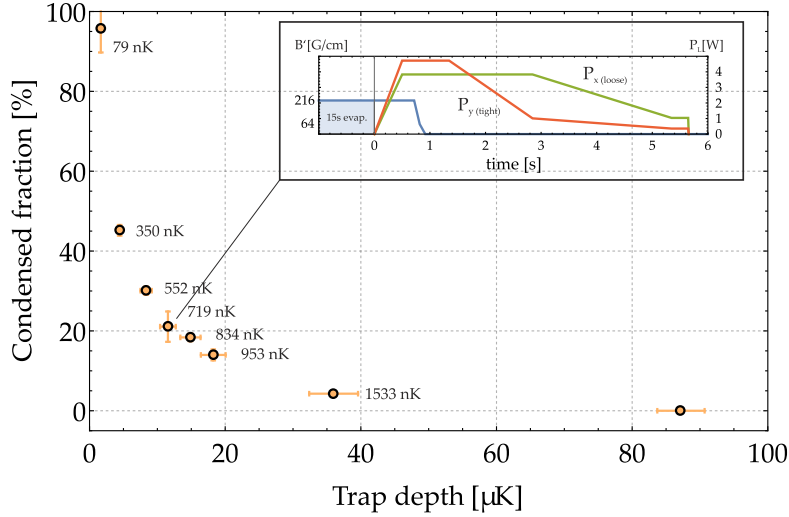 Condensed fraction [%]
100
80
60
40
20
0
79 nK
350 nK
552 nK
719 nK
834 nK
953 nK
1533 nK
B'[G/cm]
216
64
15s evap.
P_x (loose)
P_y (tight)
P_L[W]
4
3
2
1
0
0 1 2 3 4 5 6
time [s]
0 20 40 60 80 100
Trap depth [µK]